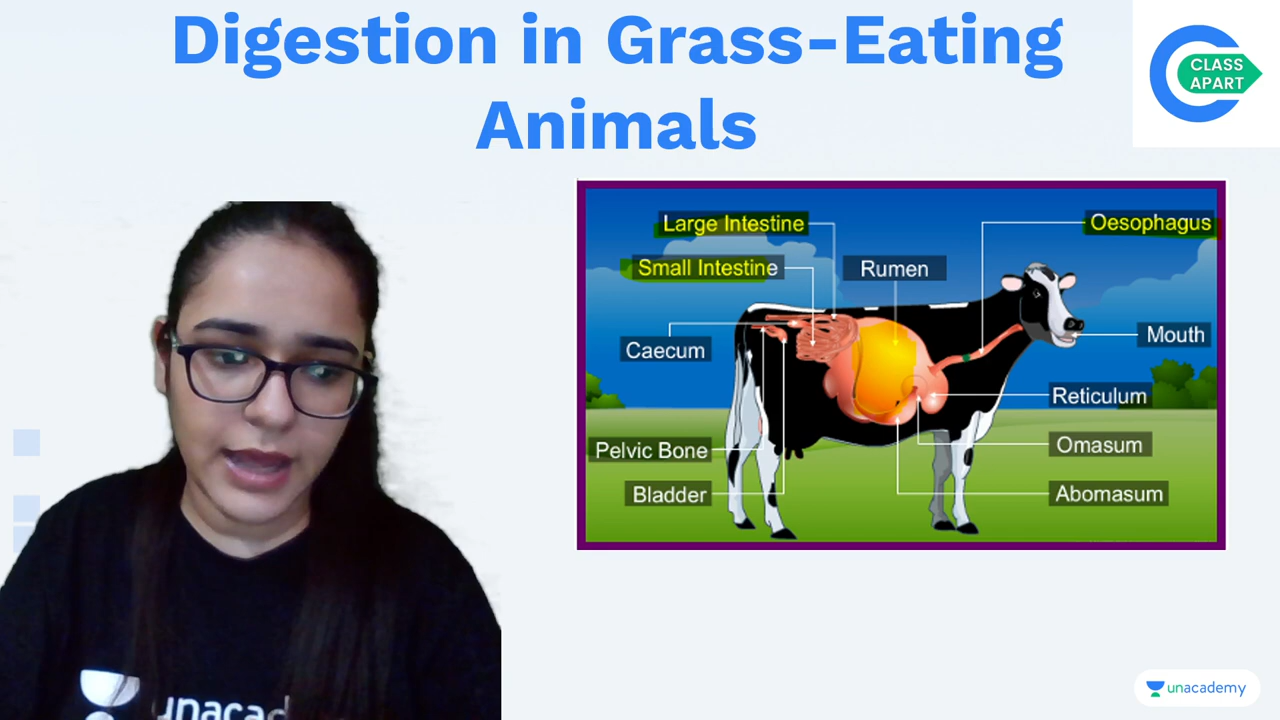 Digestion in Grass-Eating
Animals
CLASS
APART
Large Intestine
Oesophagus
Small Intestine
Rumen
Mouth
Caecum
Reticulum
Omasum
Pelvic Bone
Bladder
Abomasum
unacademy